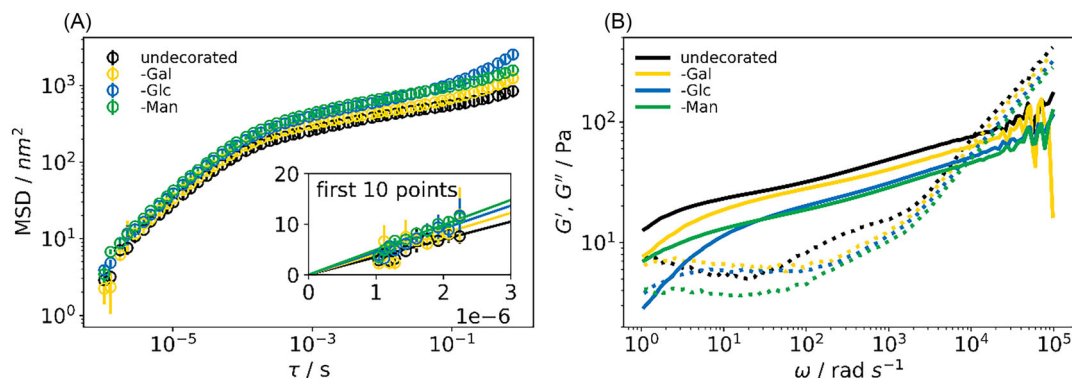 (A)
10³
10²
10¹
10⁰
MSD / nm²
undecorated
-Gal
-Glc
-Man
first 10 points
20
10
0
0 1 2 3
1e-6
10⁻⁵ 10⁻³ 10⁻¹
τ / s
(B)
10²
10¹
G′, G″ / Pa
undecorated
-Gal
-Glc
-Man
10⁰ 10¹ 10² 10³ 10⁴ 10⁵
ω / rad s⁻¹